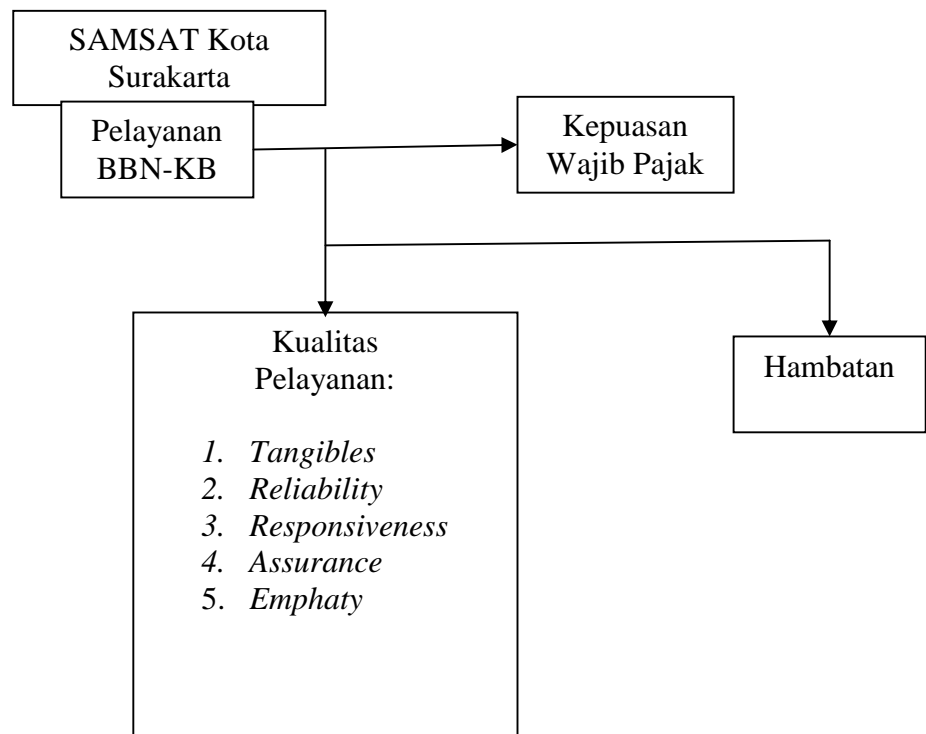 SAMSAT Kota
Surakarta
Pelayanan
BBN-KB
Kepuasan
Wajib Pajak
Kualitas
Pelayanan:
1. Tangibles
2. Reliability
3. Responsiveness
4. Assurance
5. Emphaty
Hambatan